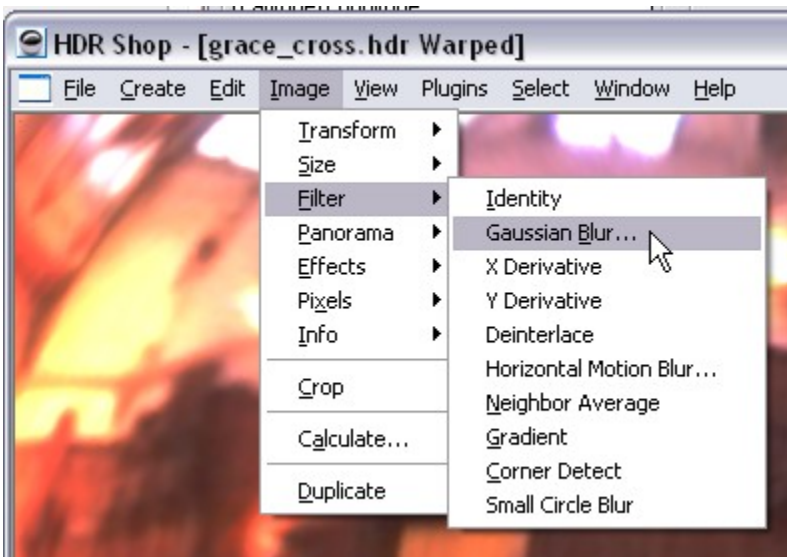 HDR Shop - [grace_cross.hdr Warped]
File Create Edit Image View Plugins Select Window Help
Transform
Size
Filter
Panorama
Effects
Pixels
Info
Crop
Calculate...
Duplicate
Identity
Gaussian Blur...
X Derivative
Y Derivative
Deinterlace
Horizontal Motion Blur...
Neighbor Average
Gradient
Corner Detect
Small Circle Blur